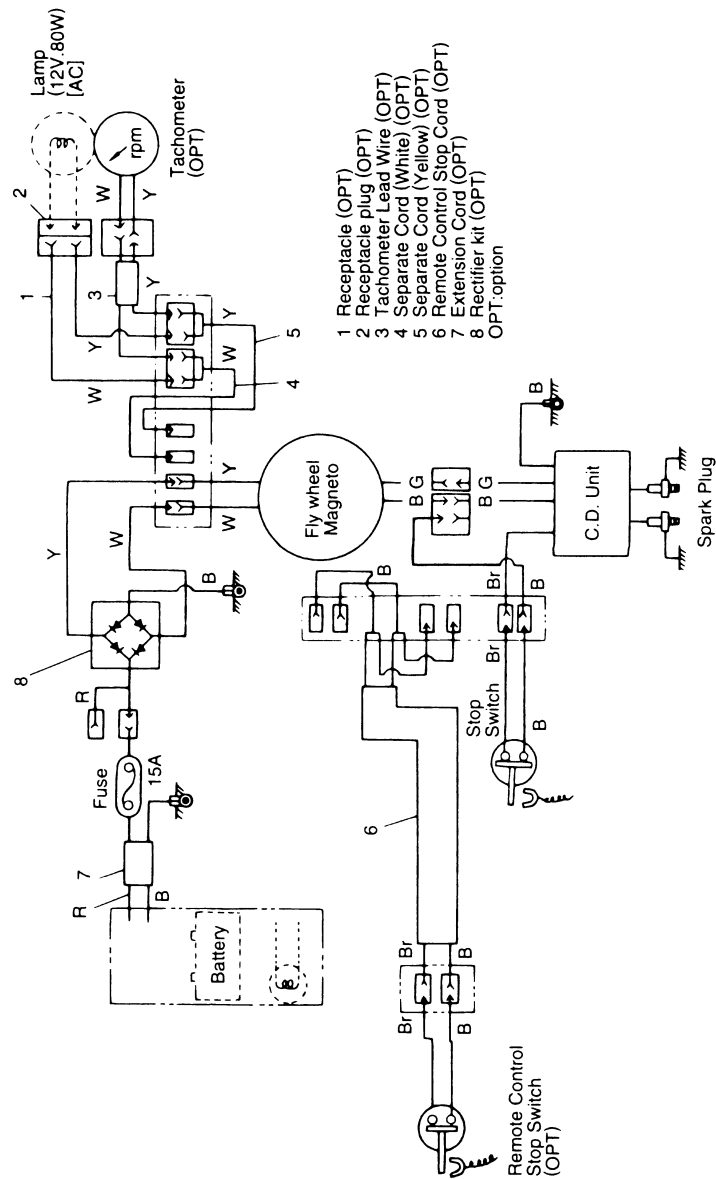 Lamp
(12V.80W)
[AC]
rpm
Tachometer
(OPT)
2
1
3
W
Y
Y
Y
W
Y
W
5
4
1 Receptacle (OPT)
2 Receptacle plug (OPT)
3 Tachometer Lead Wire (OPT)
4 Separate Cord (White) (OPT)
5 Separate Cord (Yellow) (OPT)
6 Remote Control Stop Cord (OPT)
7 Extension Cord (OPT)
8 Rectifier kit (OPT)
OPT:option
Y
W
Y
W
Fly wheel
Magneto
B G
B G
B
C.D. Unit
Spark Plug
8
B
R
Fuse
15A
7
R
B
Battery
B
Br
B
Br
B
Stop
Switch
6
Br
B
Br
B
Remote Control
Stop Switch
(OPT)